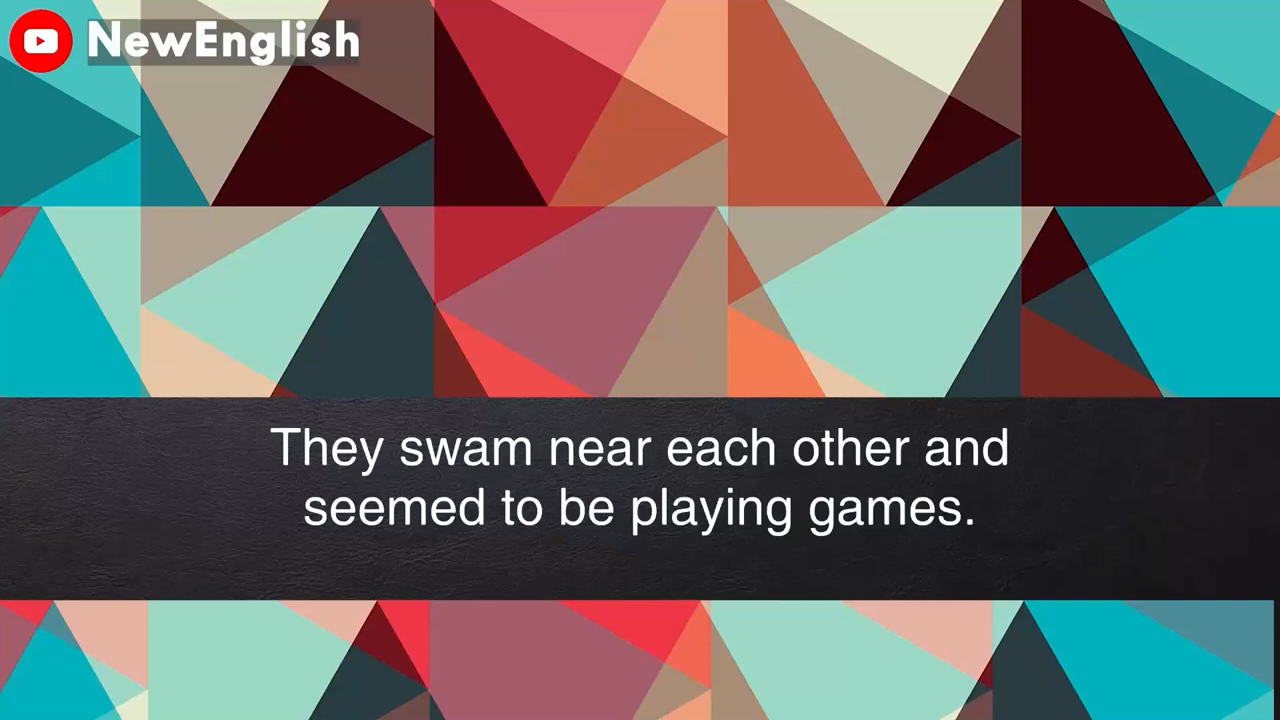 NewEnglish
They swam near each other and
seemed to be playing games.